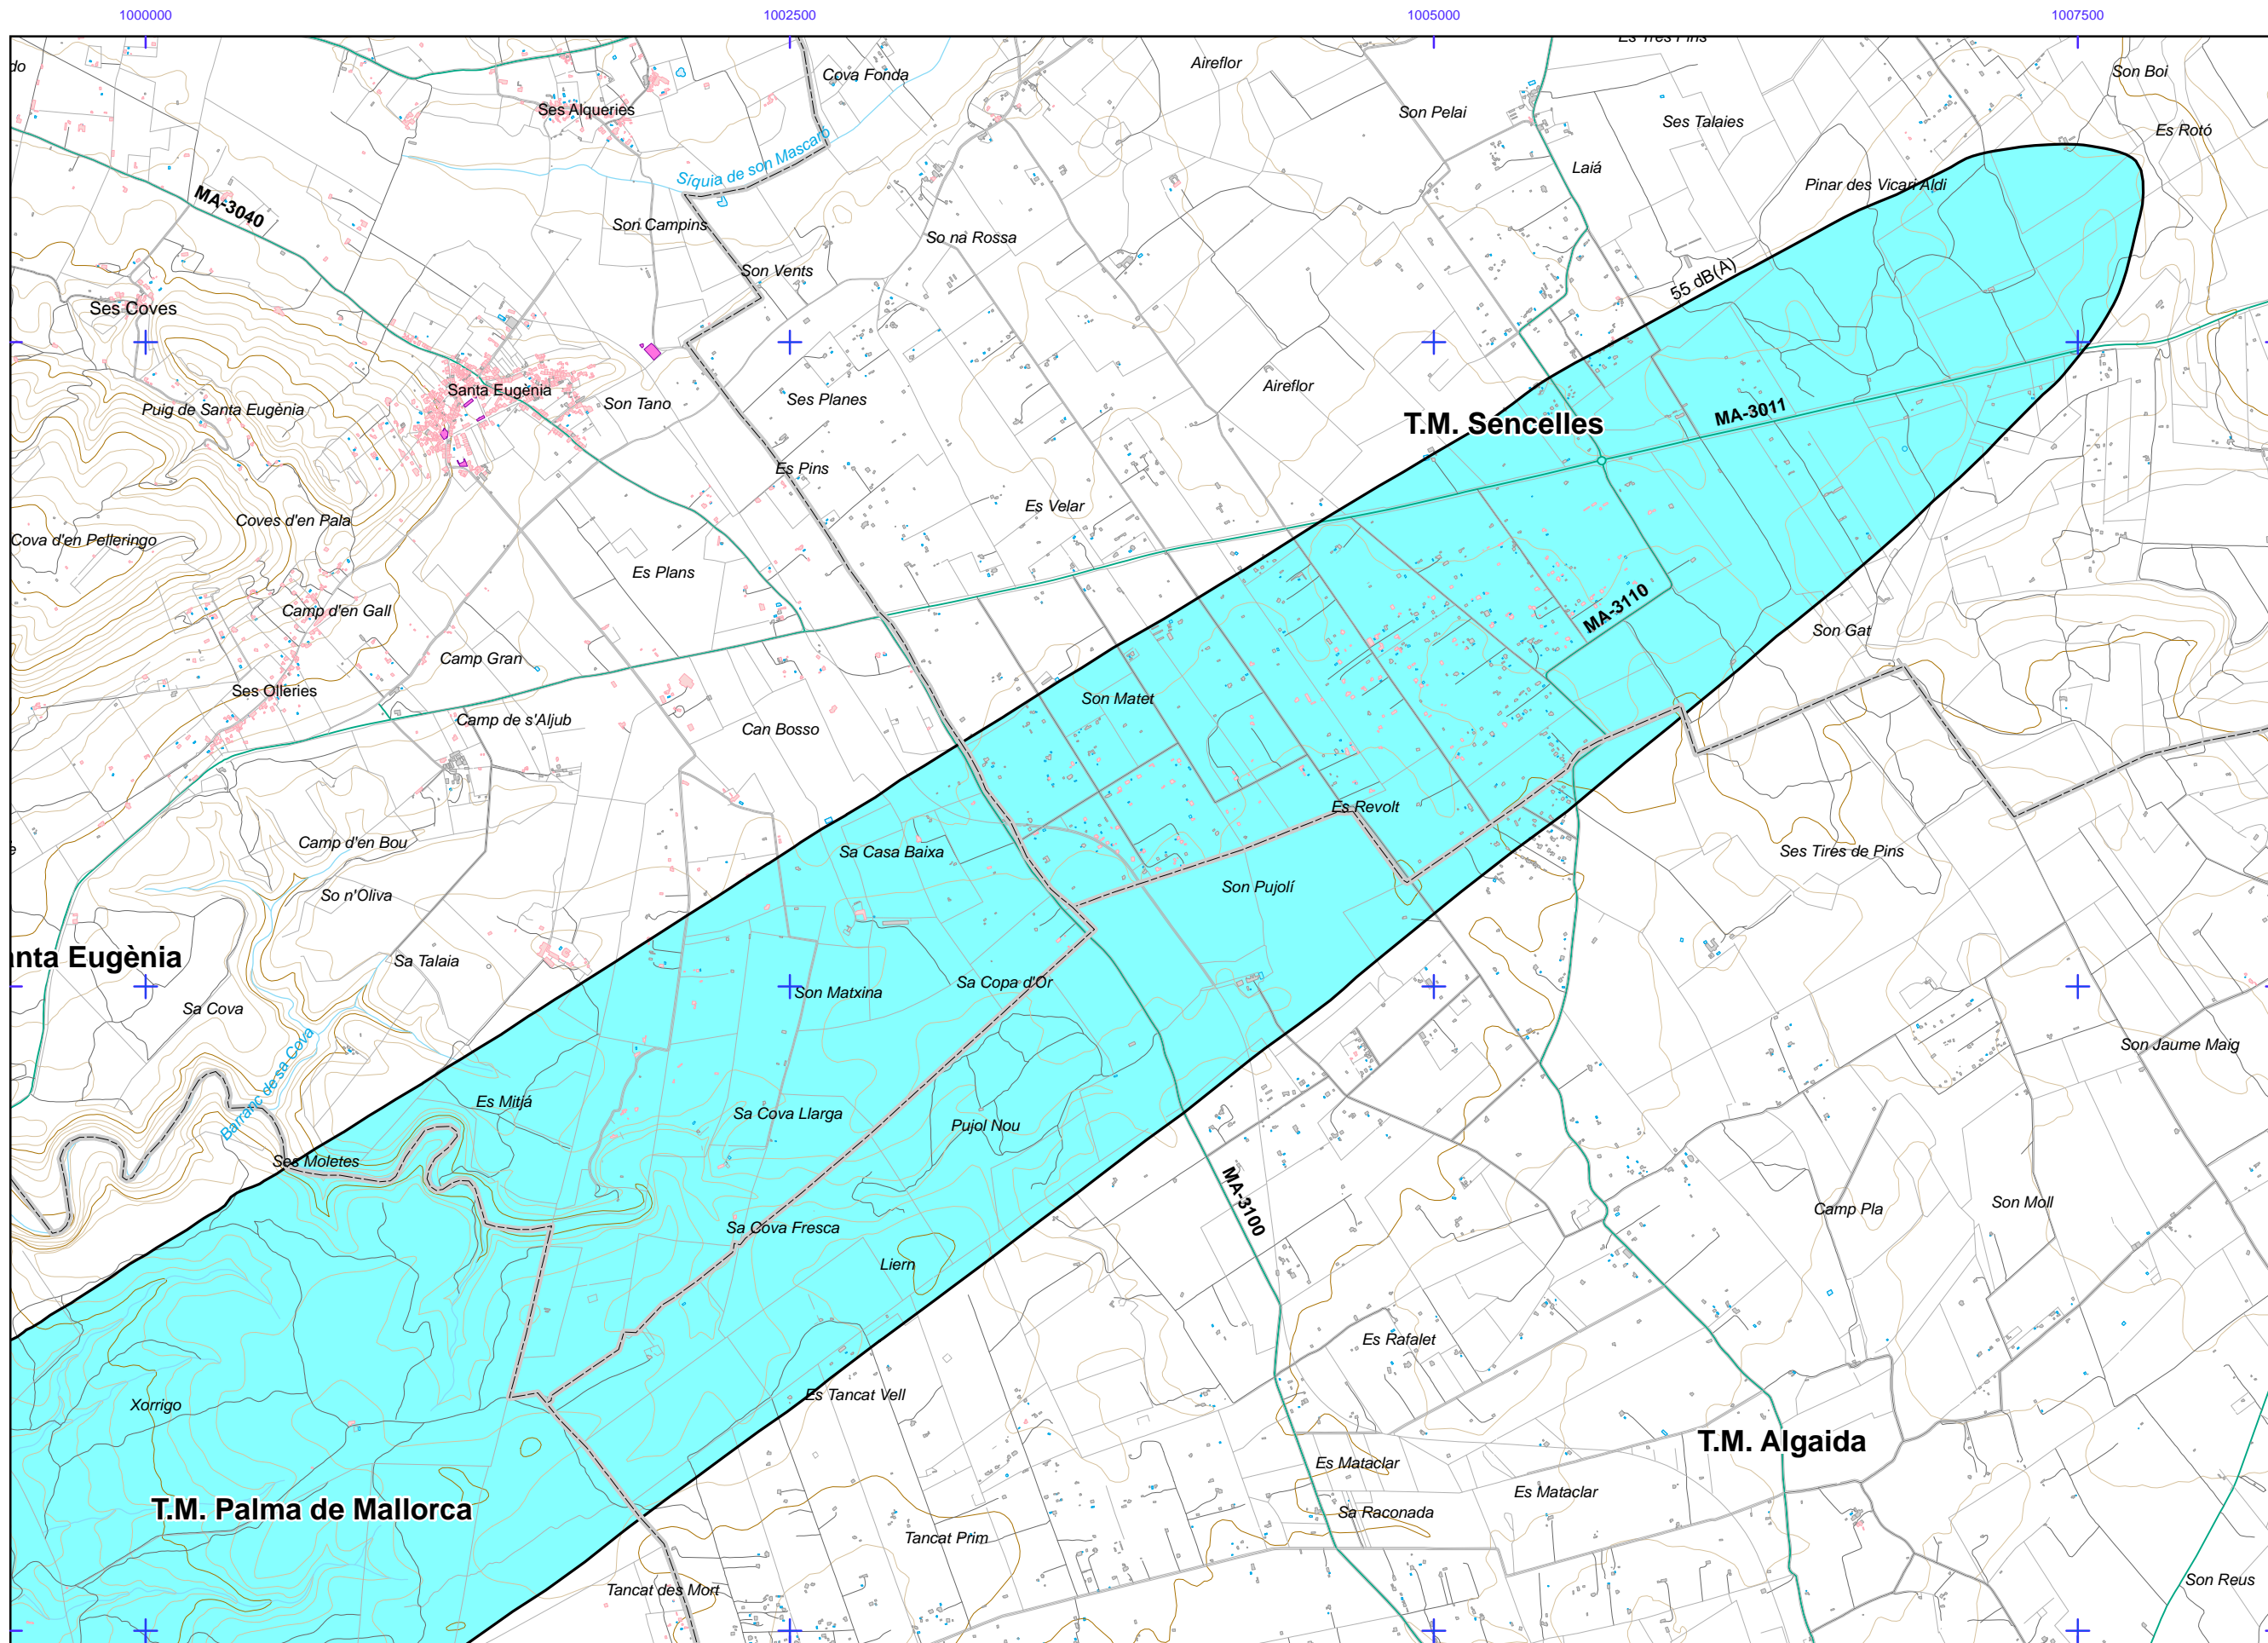 1000000
1002500
1005000
1007500
do
Cova Fonda
Aireflor
Es Tres Pins
Son Boi
Ses Alqueries
Son Pelai
Ses Talaies
Es Rotó
Síquia de son Mascaró
Laiá
Pinar des Vicari Aldi
MA-3040
Son Campins
So na Rossa
Son Vents
55 dB(A)
Ses Coves
Santa Eugènia
Aireflor
Puig de Santa Eugènia
Son Tano
Ses Planes
T.M. Sencelles
MA-3011
Es Pins
Es Velar
Coves d'en Pala
Cova d'en Pelleringo
Es Plans
Camp d'en Gall
MA-3110
Son Gat
Camp Gran
Ses Olleries
Son Matet
Camp de s'Aljub
Can Bosso
Es Revolt
Camp d'en Bou
Sa Casa Baixa
Ses Tires de Pins
e
So n'Oliva
Son Pujolí
anta Eugènia
Sa Talaia
Sa Copa d'Or
Son Matxina
Sa Cova
Son Jaume Maig
Barranc de sa Cova
Es Mitjá
Sa Cova Llarga
Pujol Nou
Ses Moletes
MA-3100
Son Moll
Camp Pla
Sa Cova Fresca
Liern
Es Rafalet
Xorrigo
Es Tancat Vell
T.M. Algaida
Es Mataclar
Es Mataclar
T.M. Palma de Mallorca
Sa Raconada
Tancat Prim
Tancat des Mort
Son Reus